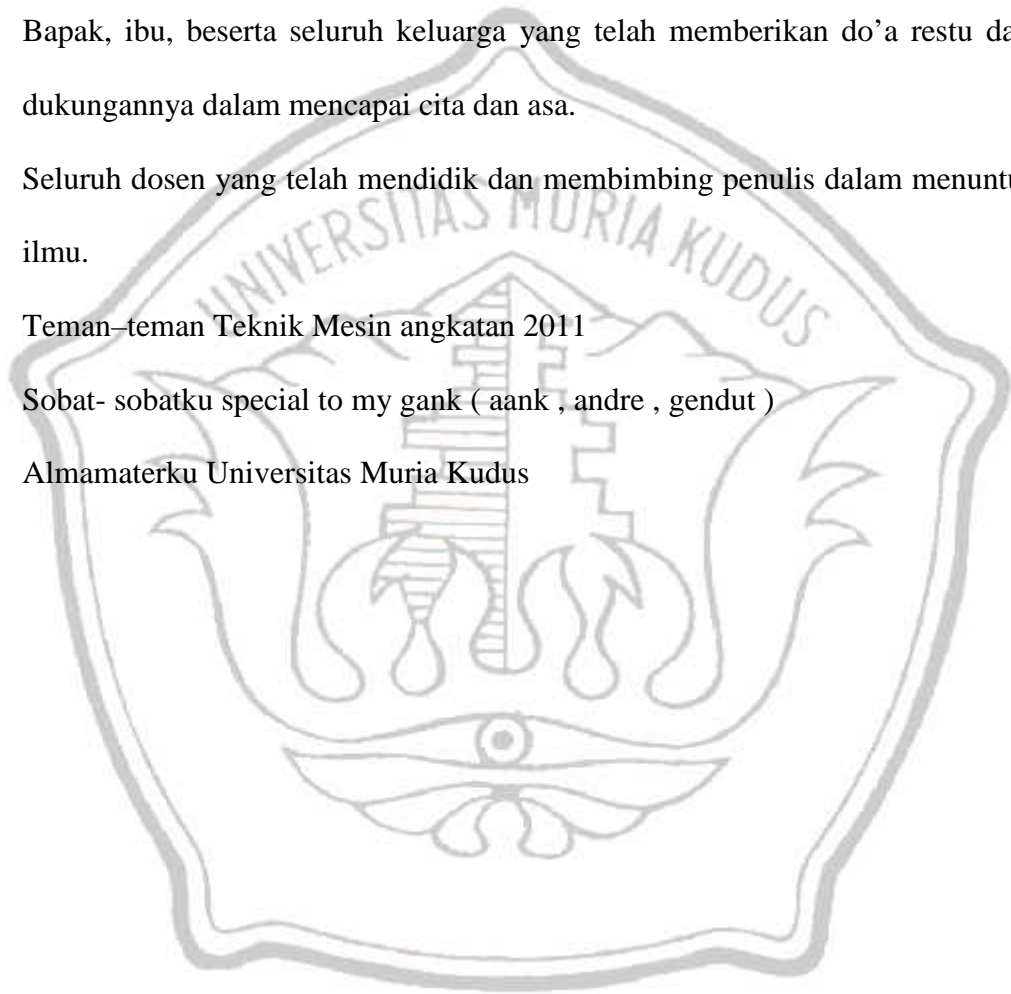 Bapak, ibu, beserta seluruh keluarga yang telah memberikan do’a restu da
dukungannya dalam mencapai cita dan asa.
Seluruh dosen yang telah mendidik dan membimbing penulis dalam menuntu
ilmu.
UNIVERSITAS MURIA KUDUS
Teman–teman Teknik Mesin angkatan 2011
Sobat- sobatku special to my gank ( aank , andre , gendut )
Almamaterku Universitas Muria Kudus